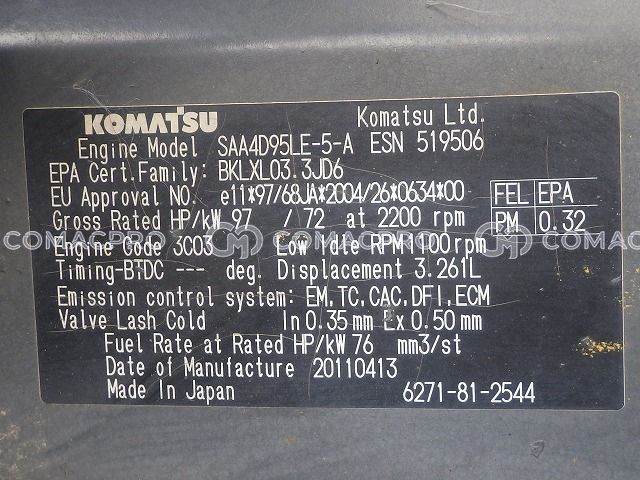 KOMATSU Komatsu Ltd.
Engine Model SAA4D95LE-5-A ESN 519506
EPA Cert.Family: BKLXL03.3JD6
EU Approval NO. e11*97/68JA*2004/26*0634*00 FEL EPA
Gross Rated HP/kW 97 / 72 at 2200 rpm PM 0.32
COMACPRO COMACPRO COMACPRO
Engine Code 3C03 Low Idle RPM 1100 rpm
Timing-BTDC --- deg. Displacement 3.261L
Emission control system: EM,TC,CAC,DFI,ECM
Valve Lash Cold In 0.35 mm Ex 0.50 mm
Fuel Rate at Rated HP/kW 76 mm3/st
Date of Manufacture 20110413
Made In Japan 6271-81-2544